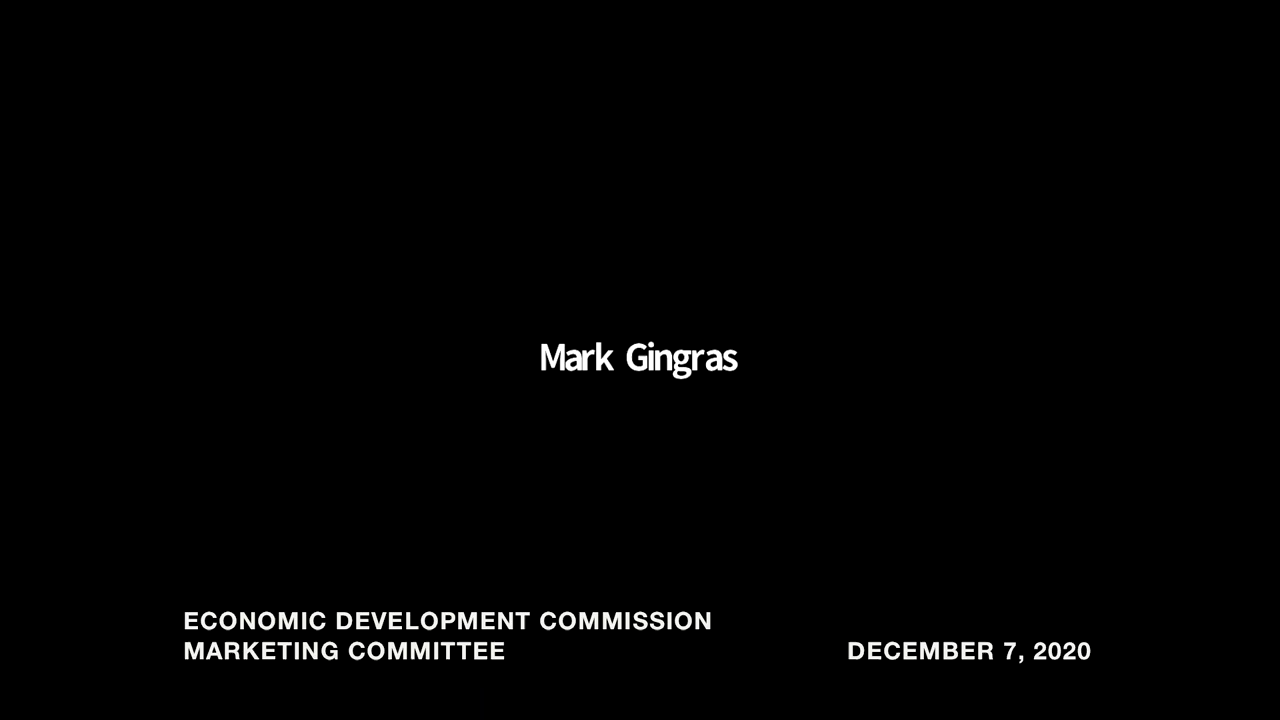 Mark Gingras
ECONOMIC DEVELOPMENT COMMISSION
MARKETING COMMITTEE
DECEMBER 7, 2020